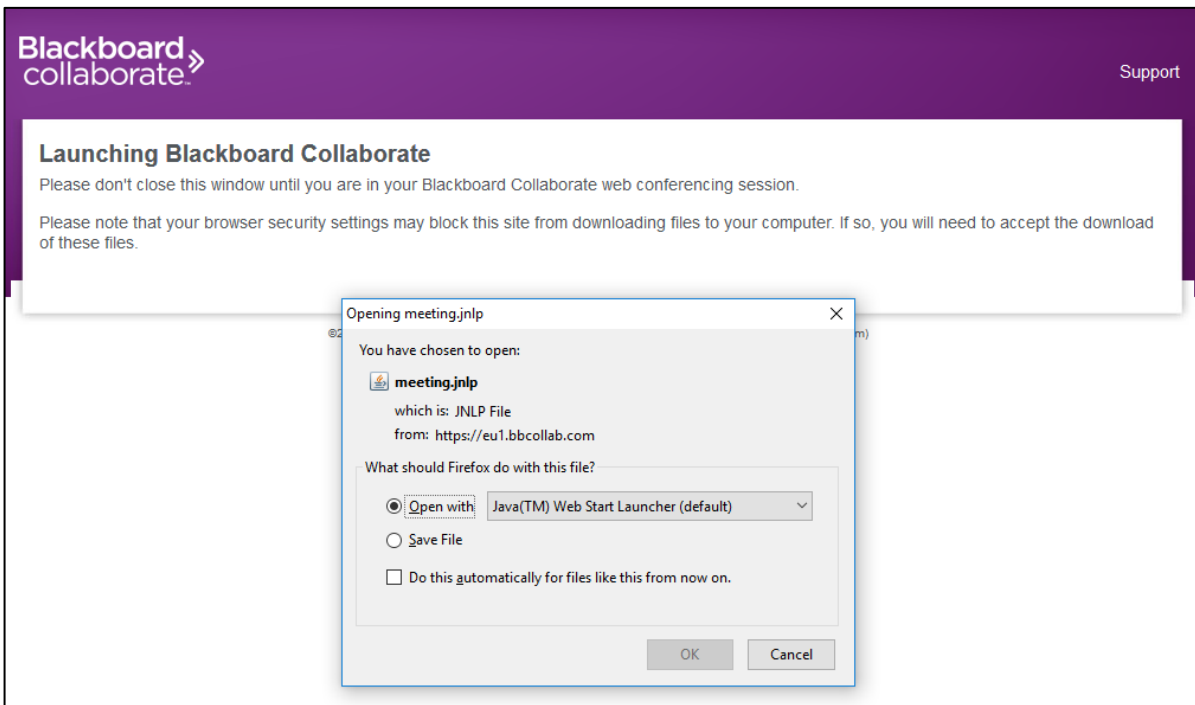 Blackboard
collaborate™
Support
Launching Blackboard Collaborate
Please don't close this window until you are in your Blackboard Collaborate web conferencing session.
Please note that your browser security settings may block this site from downloading files to your computer. If so, you will need to accept the download
of these files.
Opening meeting.jnlp
©2
m)
You have chosen to open:
meeting.jnlp
which is: JNLP File
from: https://eu1.bbcollab.com
What should Firefox do with this file?
Open with
Java(TM) Web Start Launcher (default)
Save File
Do this automatically for files like this from now on.
OK
Cancel